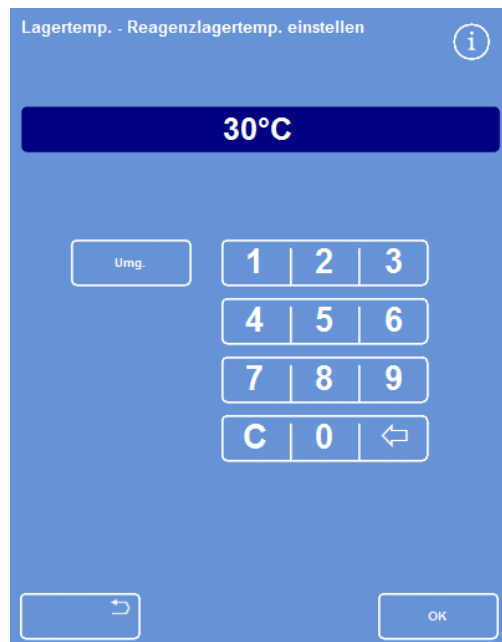 Lagertemp. - Reagenzlagertemp. einstellen
i
30°C
Umg.
1 | 2 | 3
4 | 5 | 6
7 | 8 | 9
C | 0 |
OK